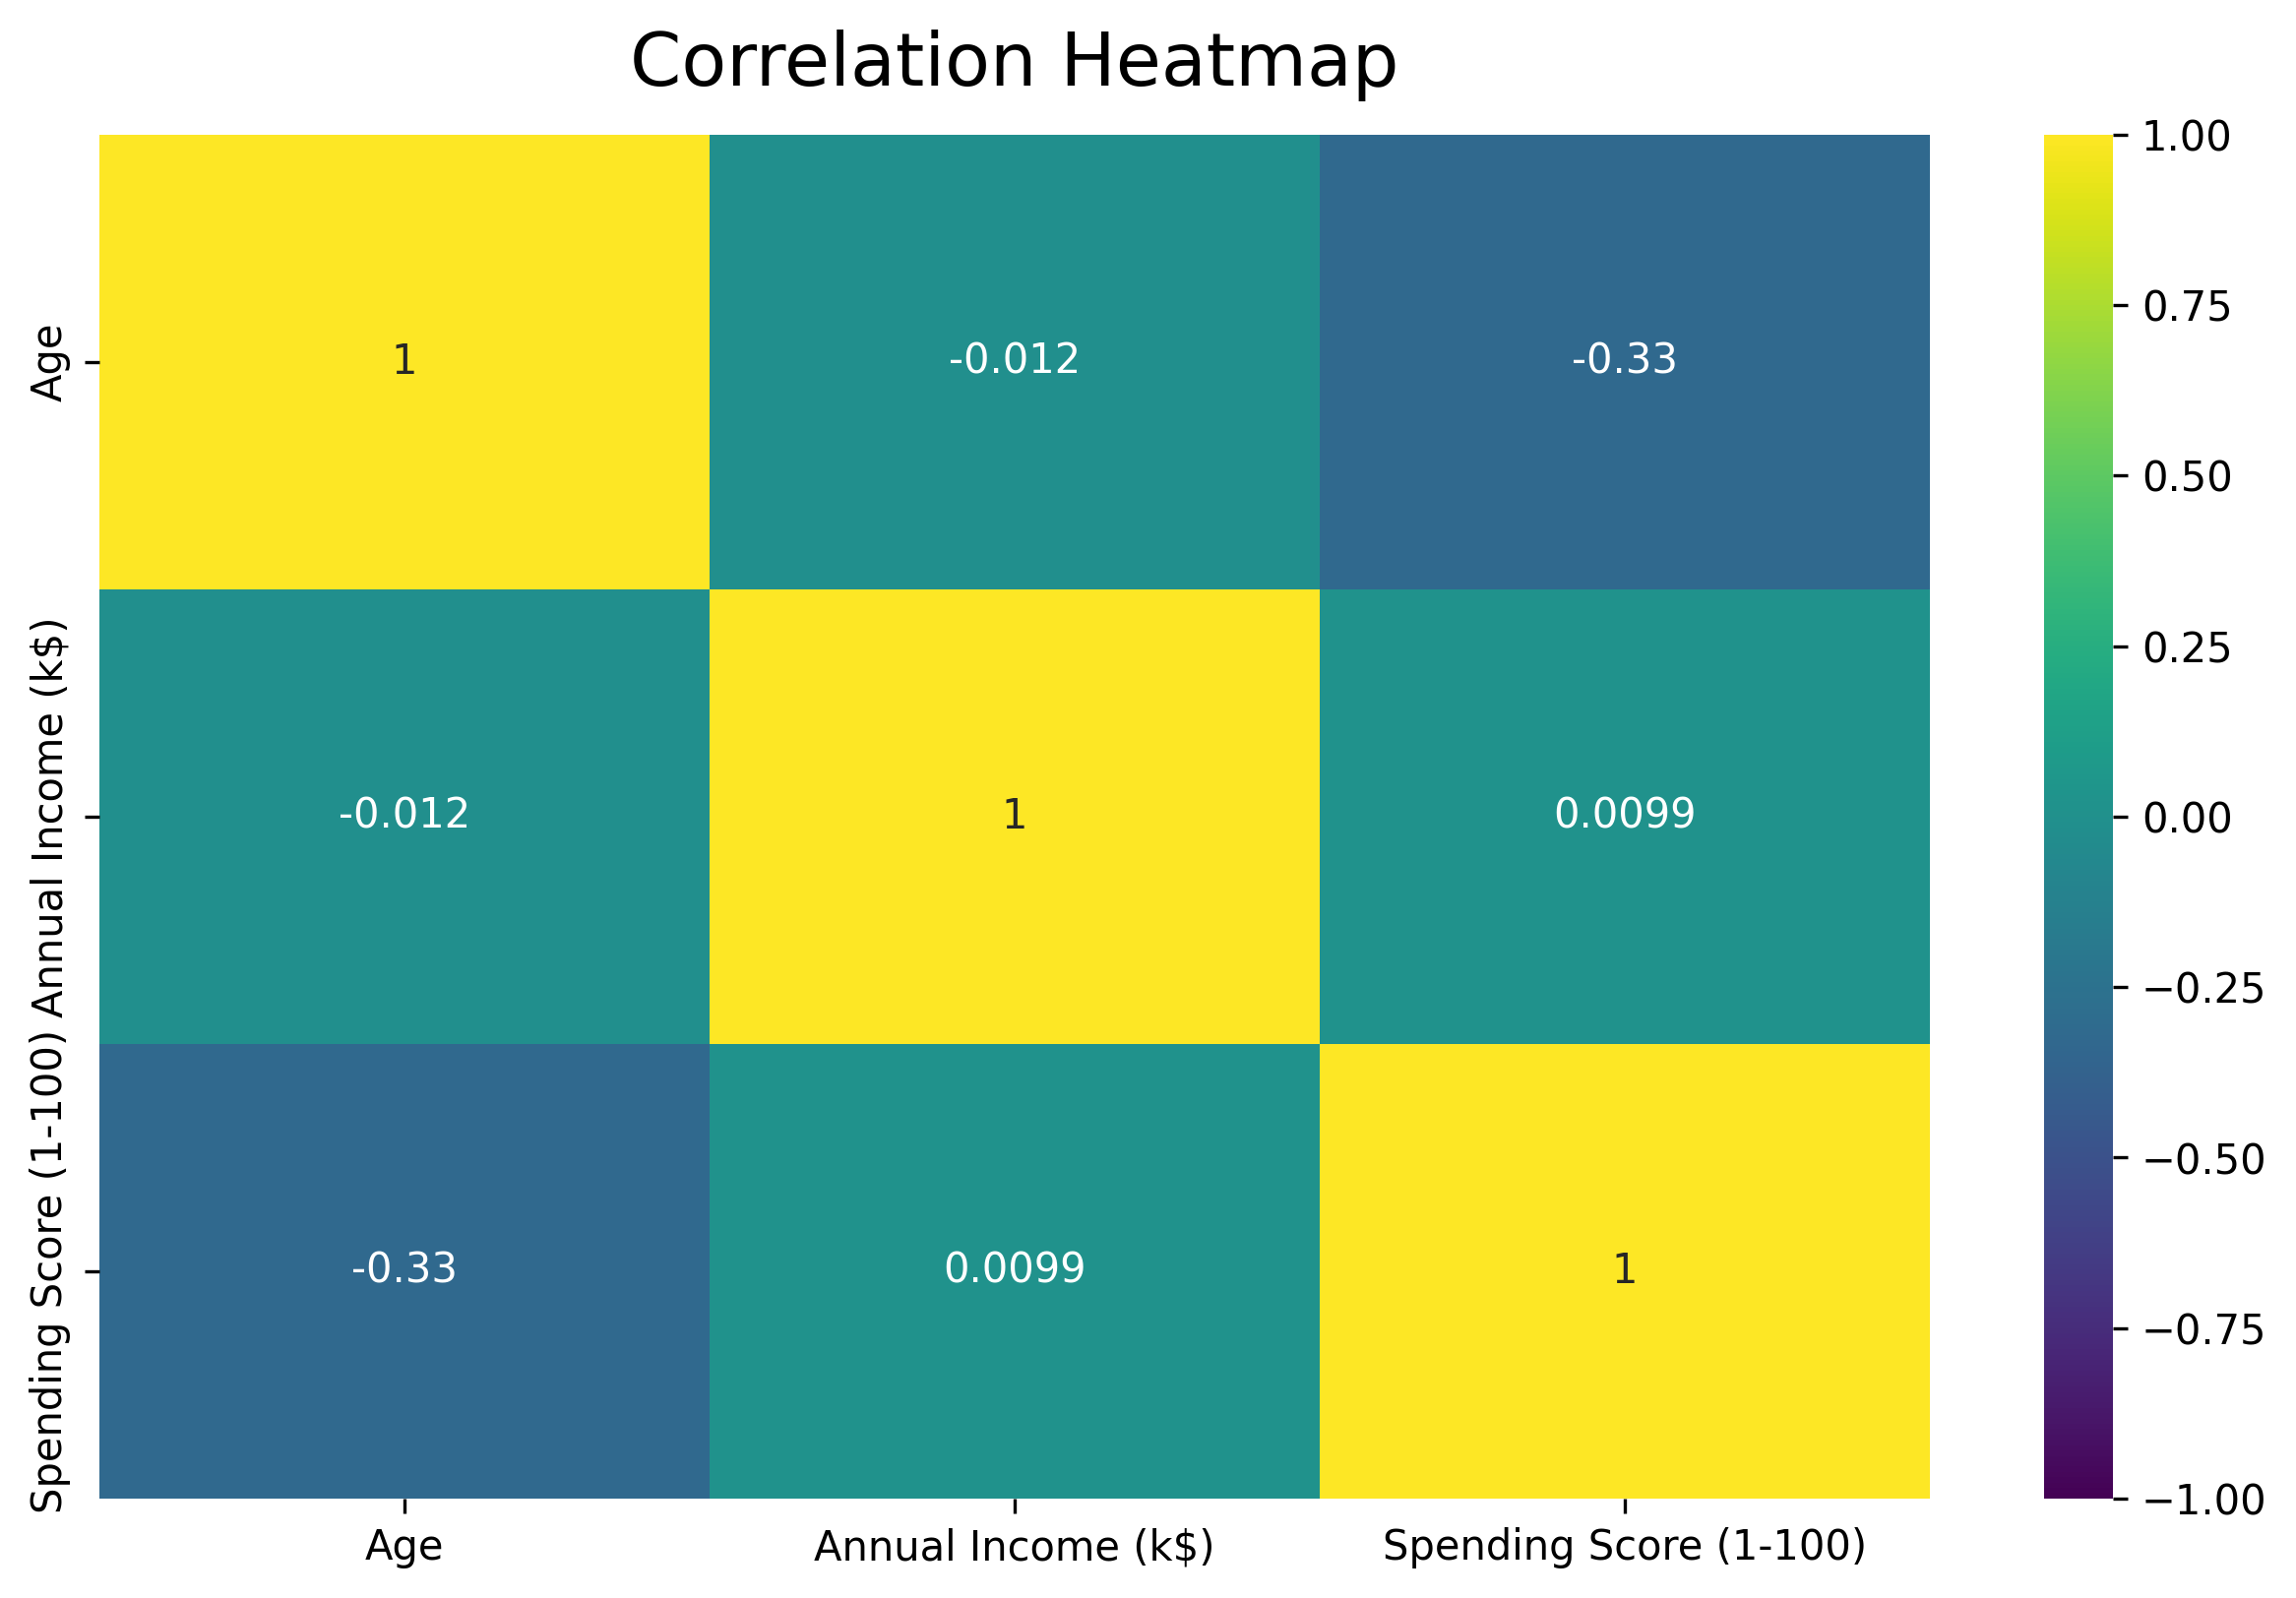 Correlation Heatmap
Age
Annual Income (k$)
Spending Score (1-100)
1
-0.012
-0.33
-0.012
1
0.0099
-0.33
0.0099
1
Age
Annual Income (k$)
Spending Score (1-100)
1.00
0.75
0.50
0.25
0.00
−0.25
−0.50
−0.75
−1.00